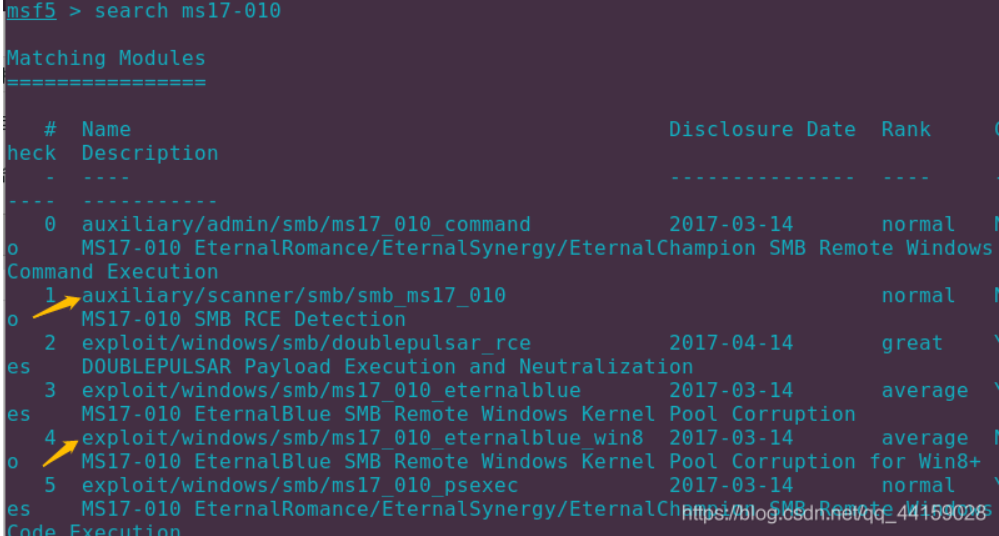 msf5 > search ms17-010
Matching Modules
================
#  Name                                          Disclosure Date  Rank     C
heck  Description
-  ----                                          ---------------  ----     -
----  -----------
0  auxiliary/admin/smb/ms17_010_command          2017-03-14       normal   N
o     MS17-010 EternalRomance/EternalSynergy/EternalChampion SMB Remote Windows
Command Execution
1  auxiliary/scanner/smb/smb_ms17_010                             normal   N
o     MS17-010 SMB RCE Detection
2  exploit/windows/smb/doublepulsar_rce          2017-04-14       great    Y
es    DOUBLEPULSAR Payload Execution and Neutralization
3  exploit/windows/smb/ms17_010_eternalblue      2017-03-14       average  Y
es    MS17-010 EternalBlue SMB Remote Windows Kernel Pool Corruption
4  exploit/windows/smb/ms17_010_eternalblue_win8  2017-03-14       average  N
o     MS17-010 EternalBlue SMB Remote Windows Kernel Pool Corruption for Win8+
5  exploit/windows/smb/ms17_010_psexec           2017-03-14       normal   Y
es    MS17-010 EternalRomance/EternalSynergy/EternalChampion SMB Remote Windows
Code Execution
https://blog.csdn.net/qq_44159028